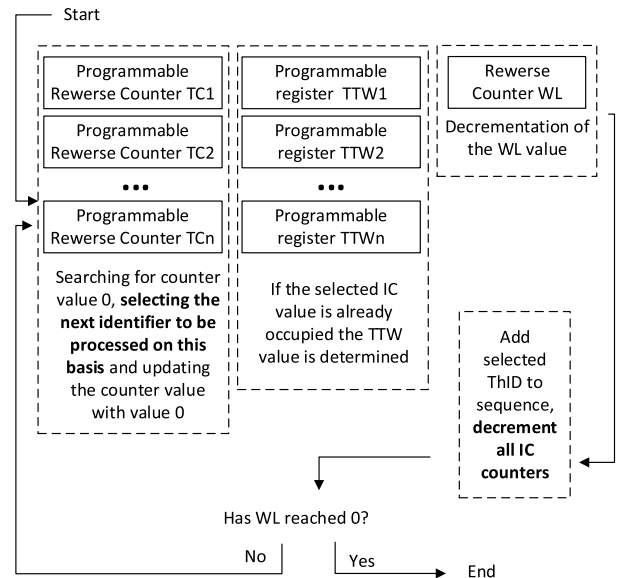 Start
Programmable
Rewerse Counter TC1
Programmable
Rewerse Counter TC2
...
Programmable
Rewerse Counter TCn
Searching for counter
value 0, selecting the
next identifier to be
processed on this
basis and updating
the counter value
with value 0
Programmable
register TTW1
Programmable
register TTW2
...
Programmable
register TTWn
If the selected IC
value is already
occupied the TTW
value is determined
Rewerse
Counter WL
Decrementation of
the WL value
Add
selected
ThID to
sequence,
decrement
all IC
counters
Has WL reached 0?
No
Yes
End